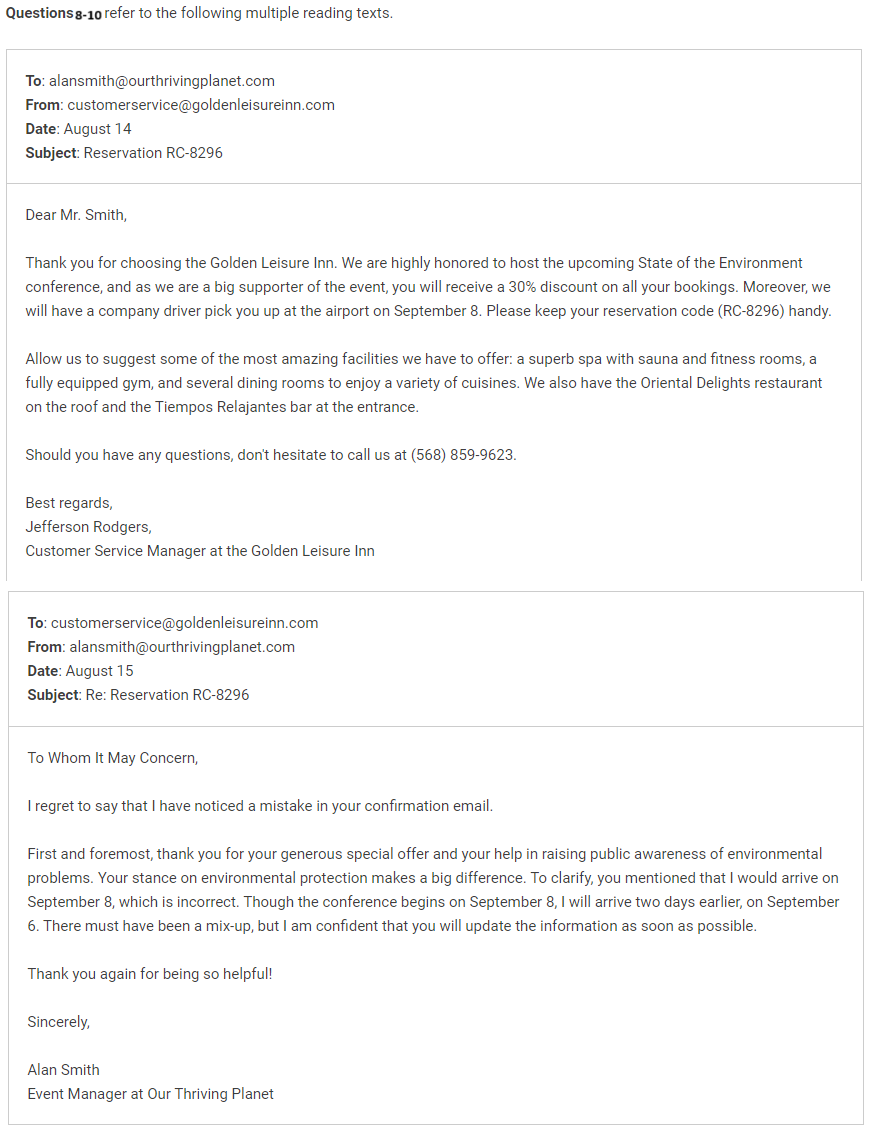 Questions 8-10 refer to the following multiple reading texts.
To: alansmith@ourthrivingplanet.com
From: customerservice@goldenleisureinn.com
Date: August 14
Subject: Reservation RC-8296
Dear Mr. Smith,
Thank you for choosing the Golden Leisure Inn. We are highly honored to host the upcoming State of the Environment
conference, and as we are a big supporter of the event, you will receive a 30% discount on all your bookings. Moreover, we
will have a company driver pick you up at the airport on September 8. Please keep your reservation code (RC-8296) handy.
Allow us to suggest some of the most amazing facilities we have to offer: a superb spa with sauna and fitness rooms, a
fully equipped gym, and several dining rooms to enjoy a variety of cuisines. We also have the Oriental Delights restaurant
on the roof and the Tiempos Relajantes bar at the entrance.
Should you have any questions, don't hesitate to call us at (568) 859-9623.
Best regards,
Jefferson Rodgers,
Customer Service Manager at the Golden Leisure Inn
To: customerservice@goldenleisureinn.com
From: alansmith@ourthrivingplanet.com
Date: August 15
Subject: Re: Reservation RC-8296
To Whom It May Concern,
I regret to say that I have noticed a mistake in your confirmation email.
First and foremost, thank you for your generous special offer and your help in raising public awareness of environmental
problems. Your stance on environmental protection makes a big difference. To clarify, you mentioned that I would arrive on
September 8, which is incorrect. Though the conference begins on September 8, I will arrive two days earlier, on September
6. There must have been a mix-up, but I am confident that you will update the information as soon as possible.
Thank you again for being so helpful!
Sincerely,
Alan Smith
Event Manager at Our Thriving Planet